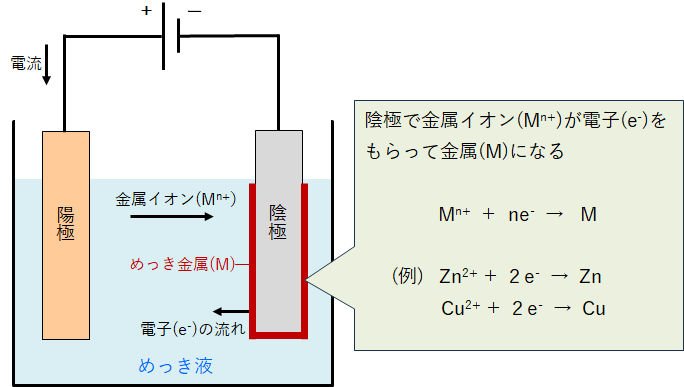 + −
電流
陽極
金属イオン(Mⁿ⁺)
陰極
めっき金属(M)
電子(e⁻)の流れ
めっき液
陰極で金属イオン(Mⁿ⁺)が電子(e⁻)を
もらって金属(M)になる
Mⁿ⁺ + ne⁻ → M
(例) Zn²⁺ + 2 e⁻ → Zn
Cu²⁺ + 2 e⁻ → Cu